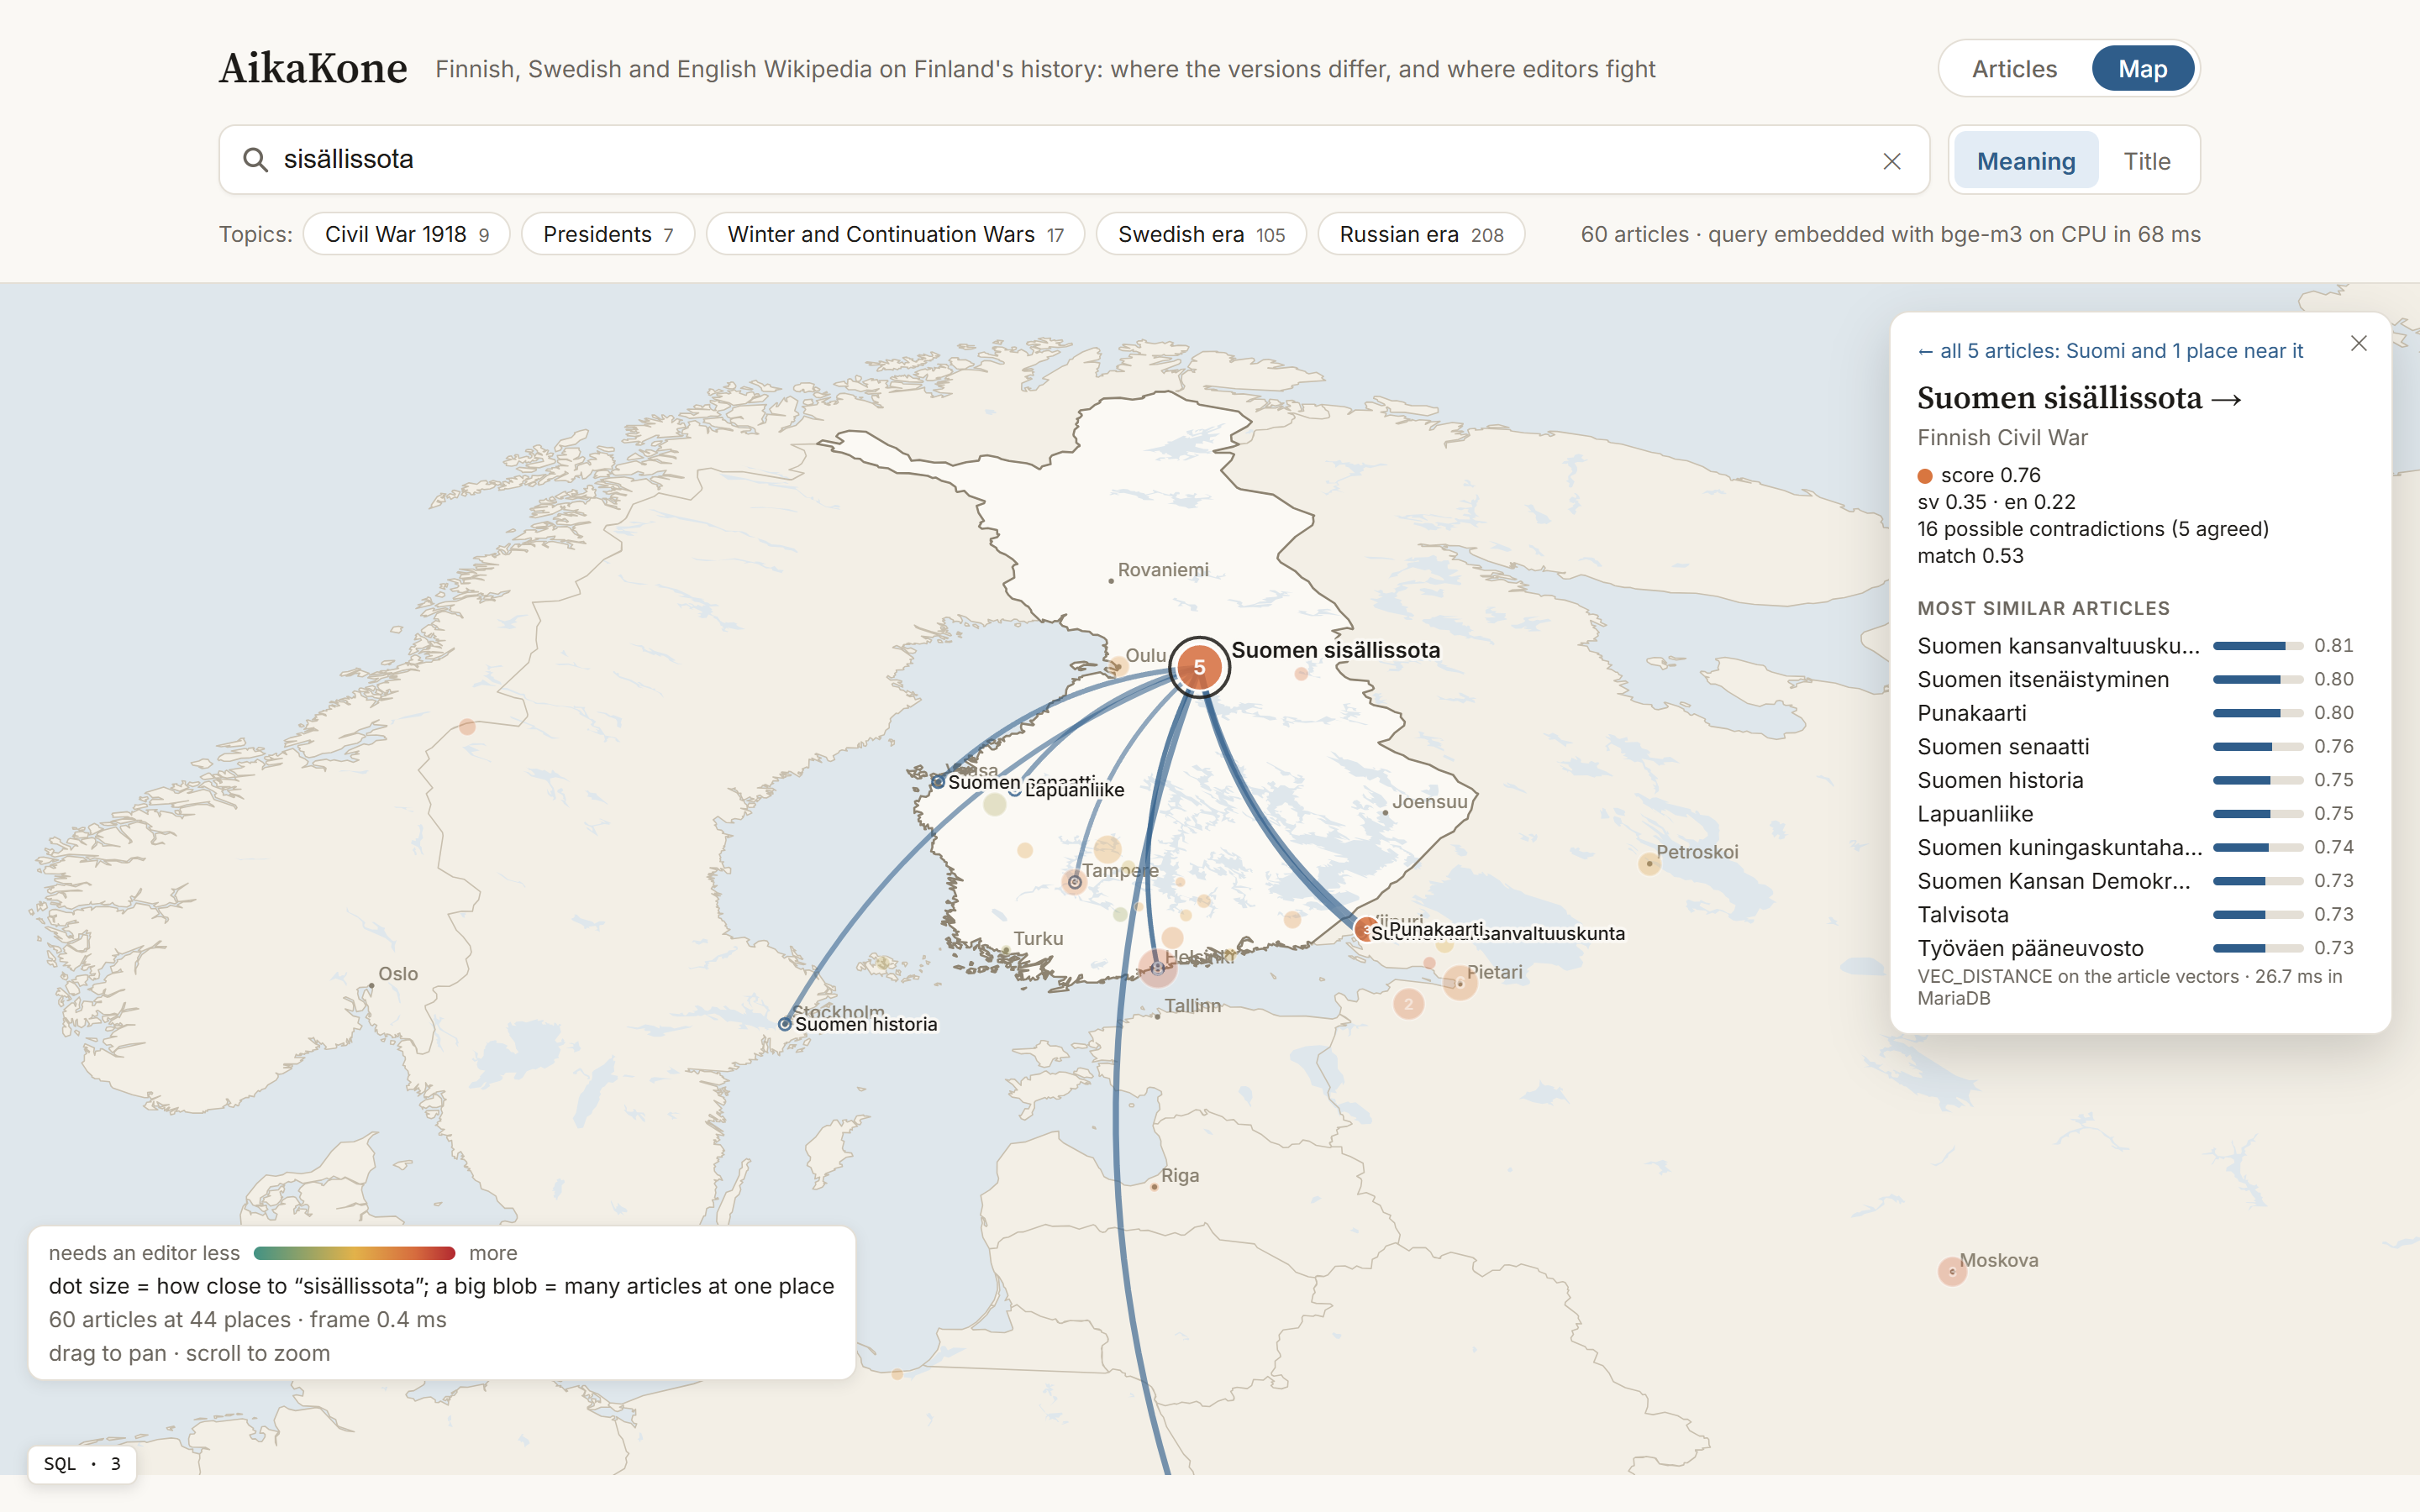 AikaKone
Finnish, Swedish and English Wikipedia on Finland's history: where the versions differ, and where editors fight
Articles
Map
sisällissota
Meaning
Title
Topics:
Civil War 1918 9
Presidents 7
Winter and Continuation Wars 17
Swedish era 105
Russian era 208
60 articles · query embedded with bge-m3 on CPU in 68 ms
← all 5 articles: Suomi and 1 place near it
Suomen sisällissota →
Finnish Civil War
score 0.76
sv 0.35 · en 0.22
16 possible contradictions (5 agreed)
match 0.53
MOST SIMILAR ARTICLES
Suomen kansanvaltuusku... 0.81
Suomen itsenäistyminen 0.80
Punakaarti 0.80
Suomen senaatti 0.76
Suomen historia 0.75
Lapuanliike 0.75
Suomen kuningaskuntaha... 0.74
Suomen Kansan Demokr... 0.73
Talvisota 0.73
Työväen pääneuvosto 0.73
VEC_DISTANCE on the article vectors · 26.7 ms in
MariaDB
Rovaniemi
Oulu
5
Suomen sisällissota
Suomen senaatti
Lapuanliike
Joensuu
Tampere
Petroskoi
Punakaarti
3
Turku
Helsinki
8
Pietari
2
Oslo
Tallinn
Stockholm
Suomen historia
Riga
Moskova
needs an editor less
more
dot size = how close to “sisällissota”; a big blob = many articles at one place
60 articles at 44 places · frame 0.4 ms
drag to pan · scroll to zoom
SQL · 3